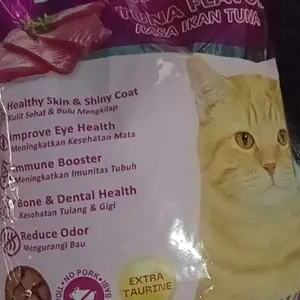 TUNA FLAVOR
RASA IKAN TUNA
Healthy Skin & Shiny Coat
Kulit Sehat & Bulu Mengkilap
Improve Eye Health
Meningkatkan Kesehatan Mata
Immune Booster
Meningkatkan Imunitas Tubuh
Bone & Dental Health
Kesehatan Tulang & Gigi
Reduce Odor
Mengurangi Bau
NO PORK
EXTRA
TAURINE